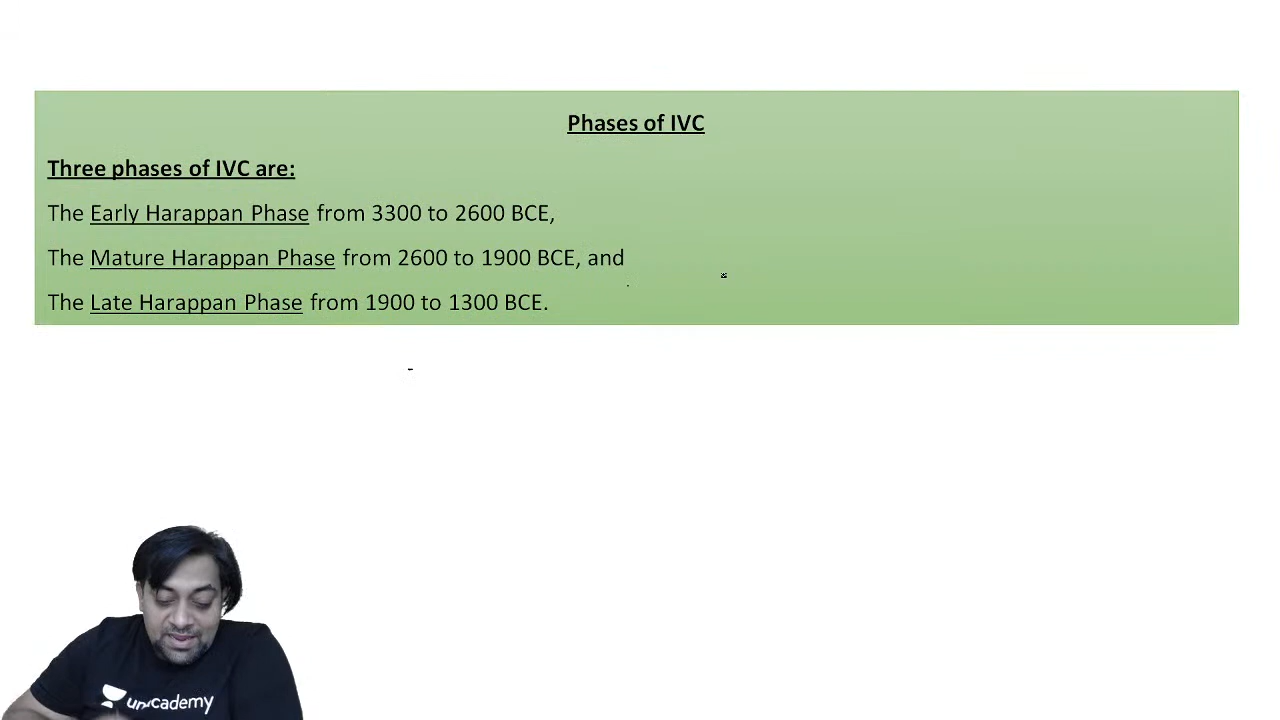 Phases of IVC
Three phases of IVC are:
The Early Harappan Phase from 3300 to 2600 BCE,
The Mature Harappan Phase from 2600 to 1900 BCE, and
The Late Harappan Phase from 1900 to 1300 BCE.
unacademy